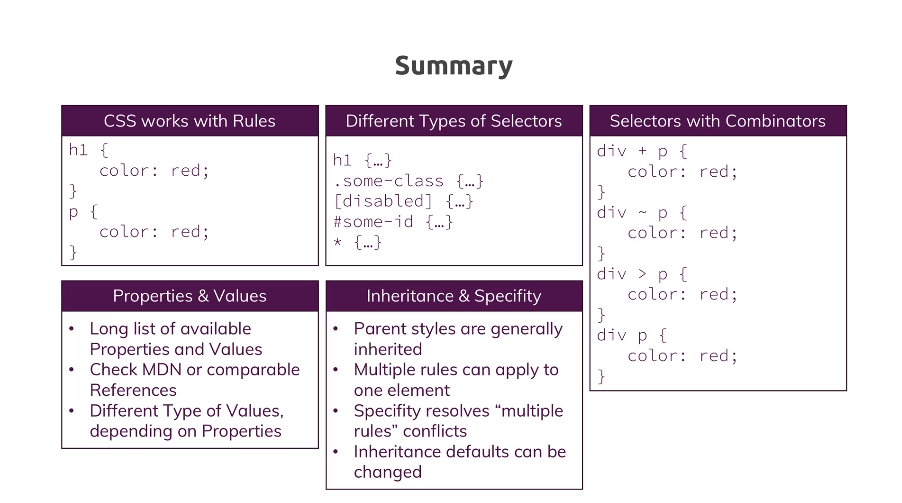 Summary
CSS works with Rules
h1 {
   color: red;
}
p {
   color: red;
}
Different Types of Selectors
h1 {…}
.some-class {…}
[disabled] {…}
#some-id {…}
* {…}
Selectors with Combinators
div + p {
   color: red;
}
div ~ p {
   color: red;
}
div > p {
   color: red;
}
div p {
   color: red;
}
Properties & Values
• Long list of available
Properties and Values
• Check MDN or comparable
References
• Different Type of Values,
depending on Properties
Inheritance & Specifity
• Parent styles are generally
inherited
• Multiple rules can apply to
one element
• Specifity resolves “multiple
rules” conflicts
• Inheritance defaults can be
changed